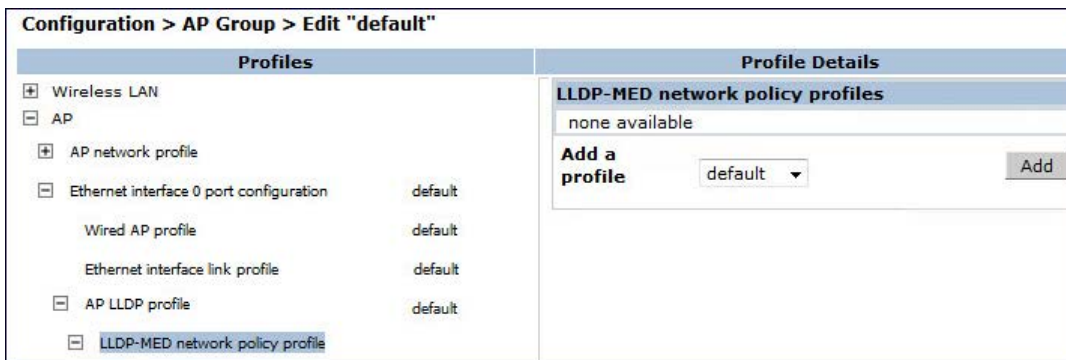 Configuration > AP Group > Edit "default"
Profiles
Profile Details
Wireless LAN
AP
AP network profile
Ethernet interface 0 port configuration default
Wired AP profile default
Ethernet interface link profile default
AP LLDP profile default
LLDP-MED network policy profile
LLDP-MED network policy profiles
none available
Add a
profile
default
Add